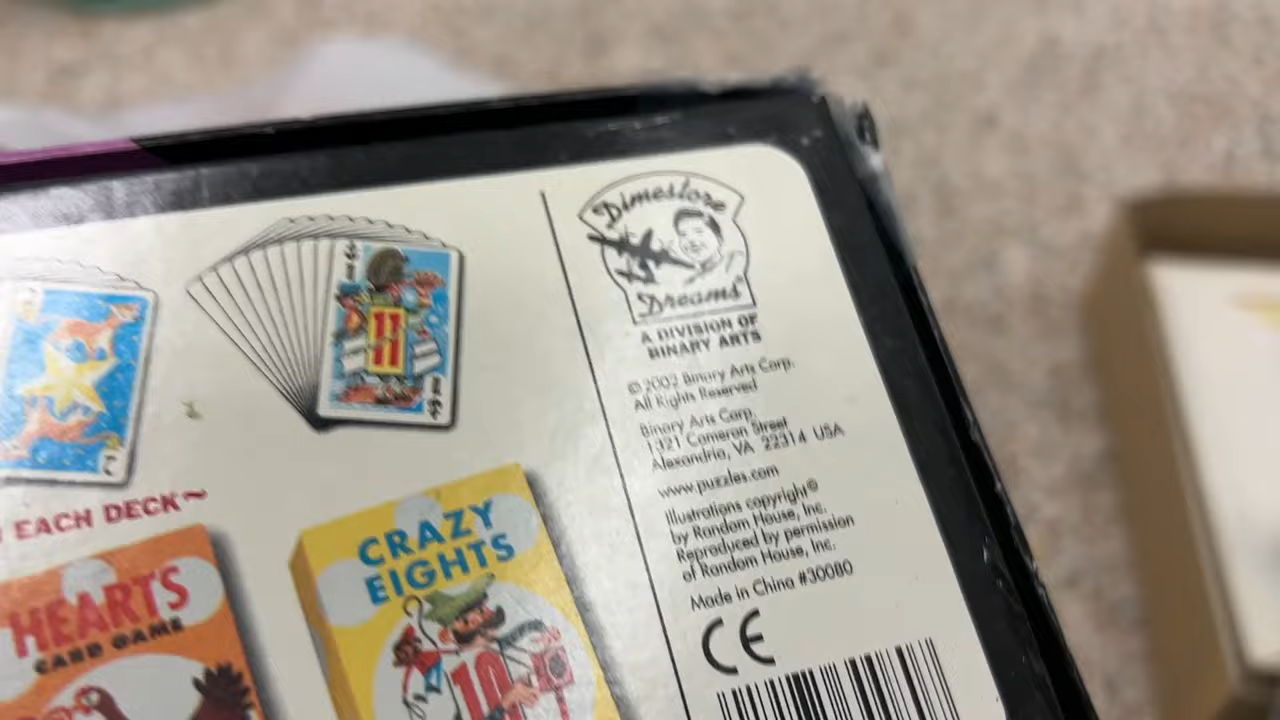 Dimestore
Dreams
A DIVISION OF
BINARY ARTS
© 2002 Binary Arts Corp.
All Rights Reserved
Binary Arts Corp.
1321 Cameron Street
Alexandria, VA 22314 USA
www.puzzles.com
Illustrations copyright©
by Random House, Inc.
Reproduced by permission
of Random House, Inc.
Made in China #30080
CE
11
EACH DECK~
HEARTS
CARD GAME
CRAZY
EIGHTS
10